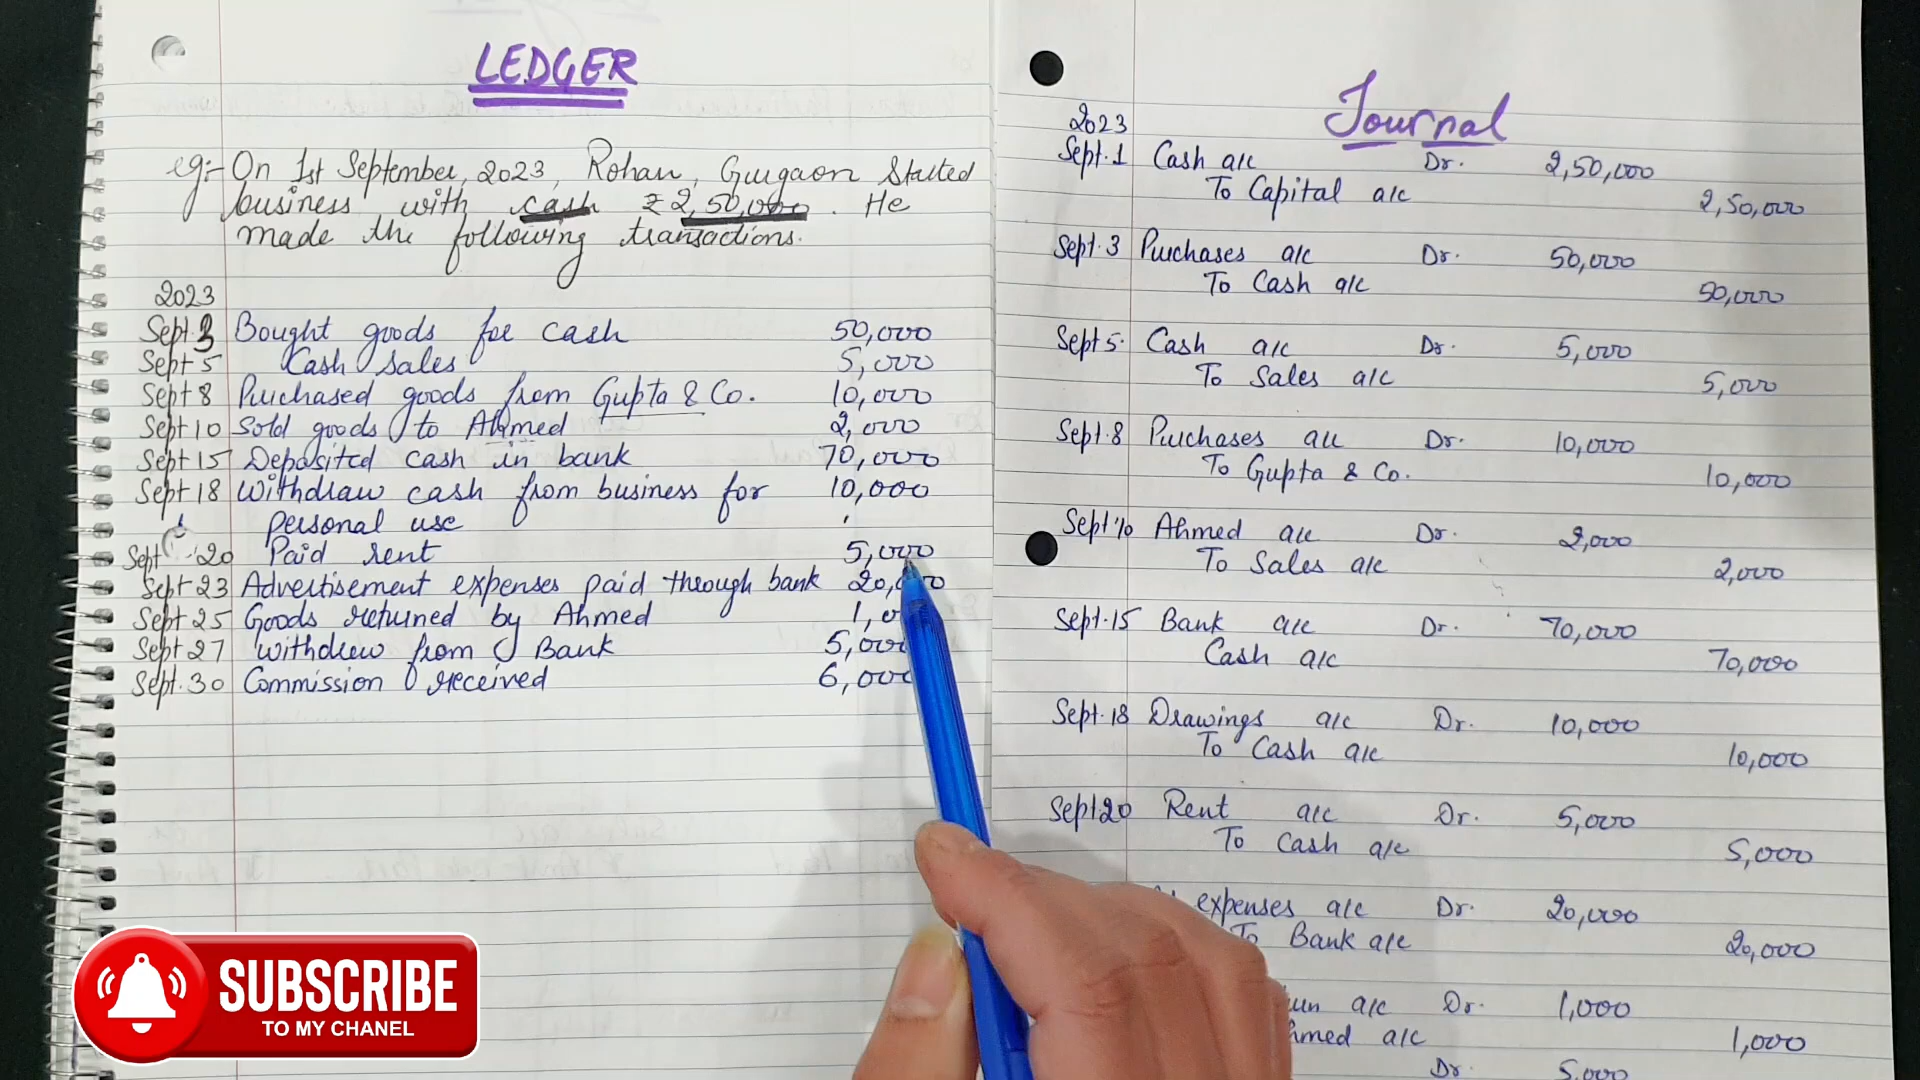 LEDGER
eg:- On 1st September, 2023, Rohan, Gurgaon started
business with cash ₹ 2,50,000. He
made the following transactions.
2023
Sept.3 Bought goods for cash 50,000
Sept 5 Cash sales 5,000
Sept 8 Purchased goods from Gupta & Co. 10,000
Sept 10 Sold goods to Ahmed 2,000
Sept 15 Deposited cash in bank 70,000
Sept 18 Withdraw cash from business for 10,000
personal use
Sept 20 Paid rent 5,000
Sept 23 Advertisement expenses paid through bank 20,000
Sept 25 Goods returned by Ahmed
Sept 27 Withdrew from Bank 5,000
Sept.30 Commission received 6,000
SUBSCRIBE
TO MY CHANEL
Journal
2023
Sept.1 Cash a/c Dr. 2,50,000
To Capital a/c 2,50,000
Sept.3 Purchases a/c Dr. 50,000
To Cash a/c 50,000
Sept 5. Cash a/c Dr. 5,000
To Sales a/c 5,000
Sept.8 Purchases a/c Dr. 10,000
To Gupta & Co. 10,000
Sept.10 Ahmed a/c Dr. 2,000
To Sales a/c 2,000
Sept.15 Bank a/c Dr. 70,000
Cash a/c 70,000
Sept.18 Drawings a/c Dr. 10,000
To Cash a/c 10,000
Sept.20 Rent a/c Dr. 5,000
To Cash a/c 5,000
expenses a/c Dr. 20,000
To Bank a/c 20,000
a/c Dr. 1,000
a/c 1,000
Dr. 5,000